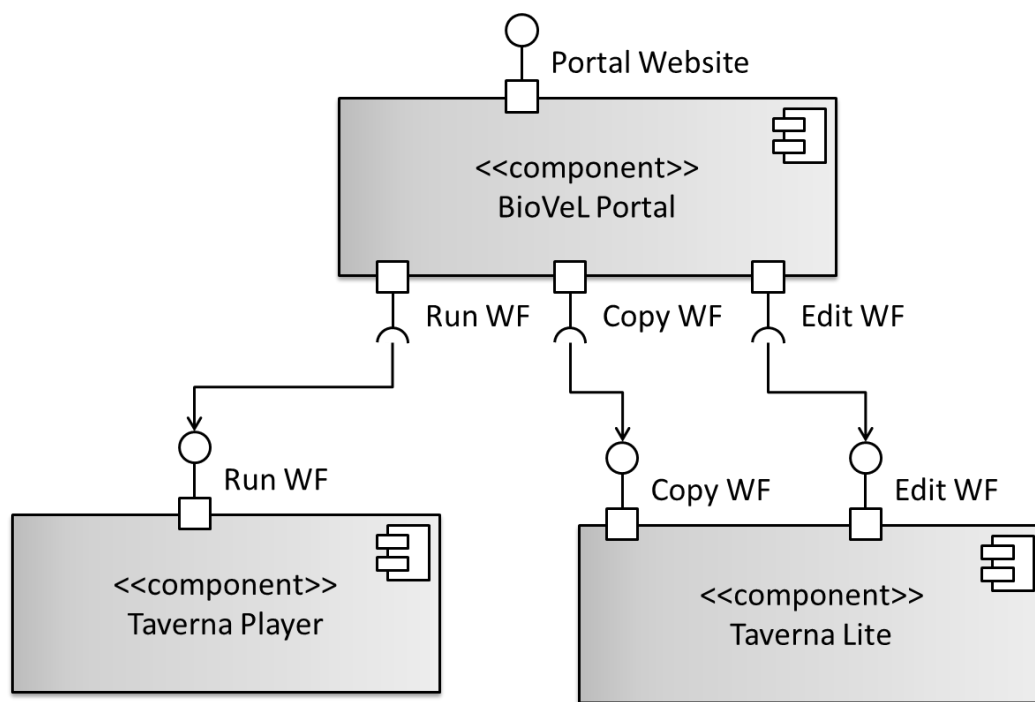 Portal Website
<<component>>
BioVeL Portal
Run WF
Copy WF
Edit WF
Run WF
Copy WF
Edit WF
<<component>>
Taverna Player
<<component>>
Taverna Lite